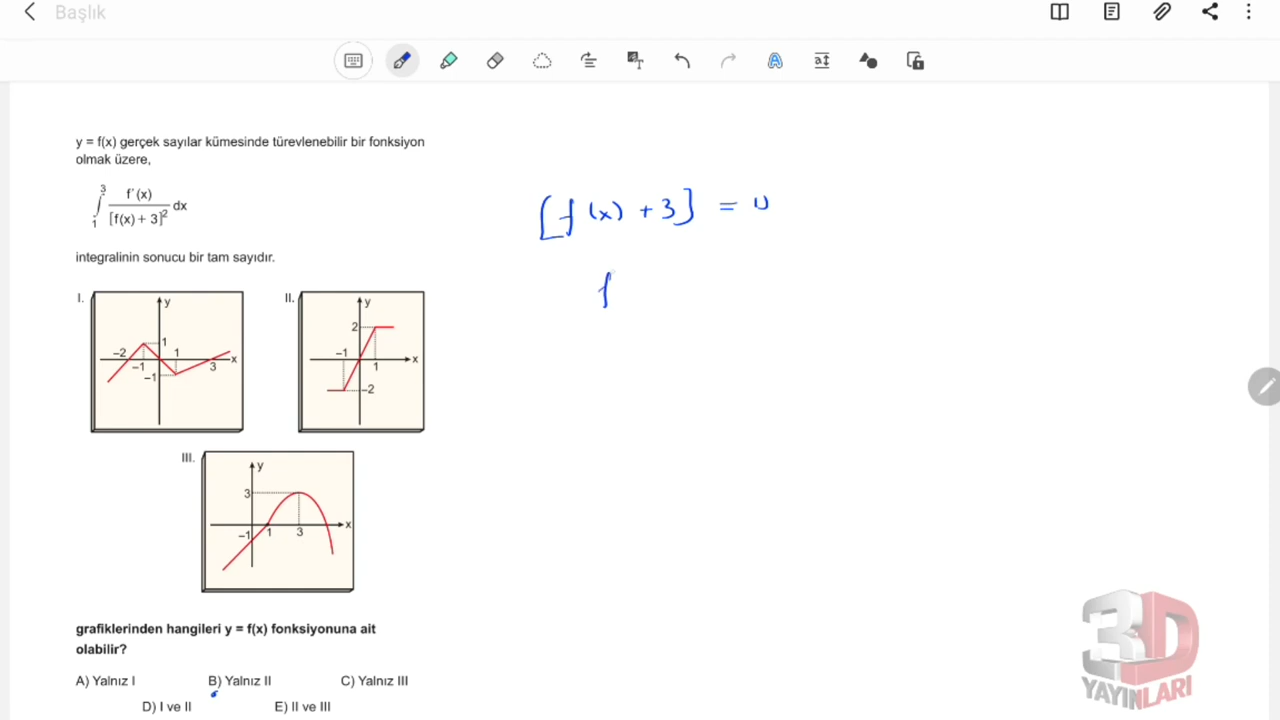 Başlık
y = f(x) gerçek sayılar kümesinde türevlenebilir bir fonksiyon
olmak üzere,
3
∫ f'(x) / [f(x) + 3]² dx
1
integralinin sonucu bir tam sayıdır.
[f(x) + 3] = u
f
I.
y
1
-2
1
-1
3
x
-1
II.
y
2
-1
1
x
-2
III.
y
3
-1
1
3
x
grafiklerinden hangileri y = f(x) fonksiyonuna ait
olabilir?
A) Yalnız I B) Yalnız II C) Yalnız III
D) I ve II E) II ve III
3D
YAYINLARI